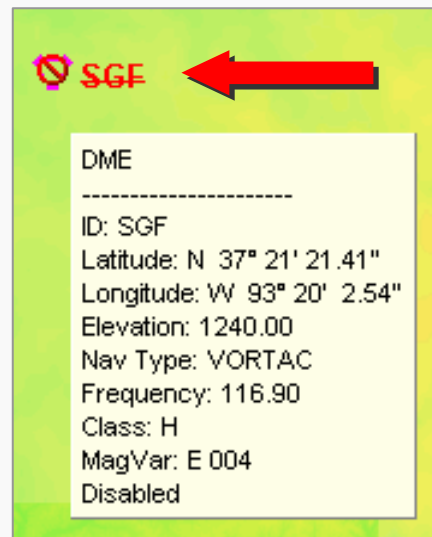 SGF
DME
----------------------
ID: SGF
Latitude: N  37° 21' 21.41"
Longitude: W  93° 20'  2.54"
Elevation: 1240.00
Nav Type: VORTAC
Frequency: 116.90
Class: H
MagVar: E 004
Disabled